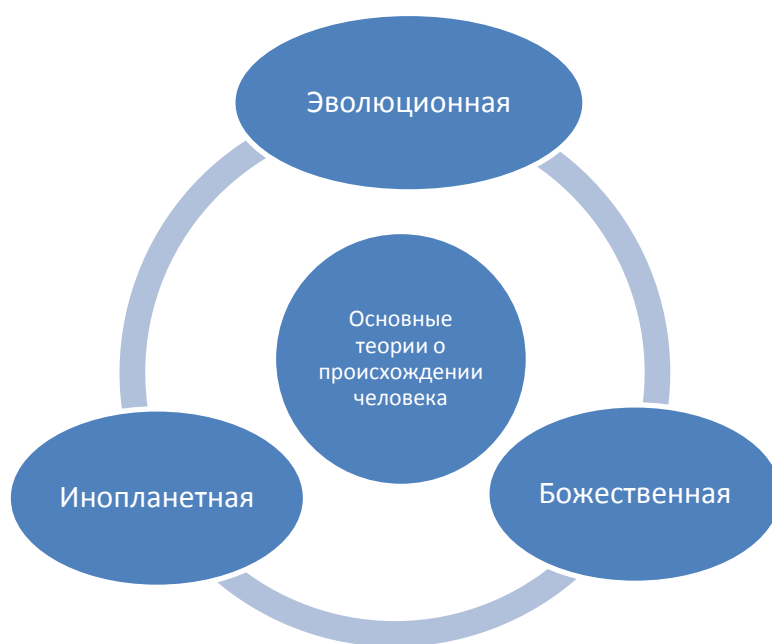 Эволюционная
Основные
теории о
происхождении
человека
Инопланетная
Божественная